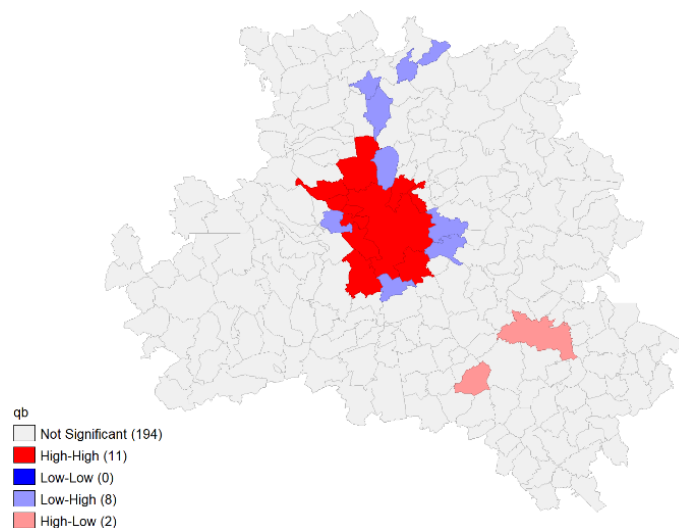 qb
Not Significant (194)
High-High (11)
Low-Low (0)
Low-High (8)
High-Low (2)